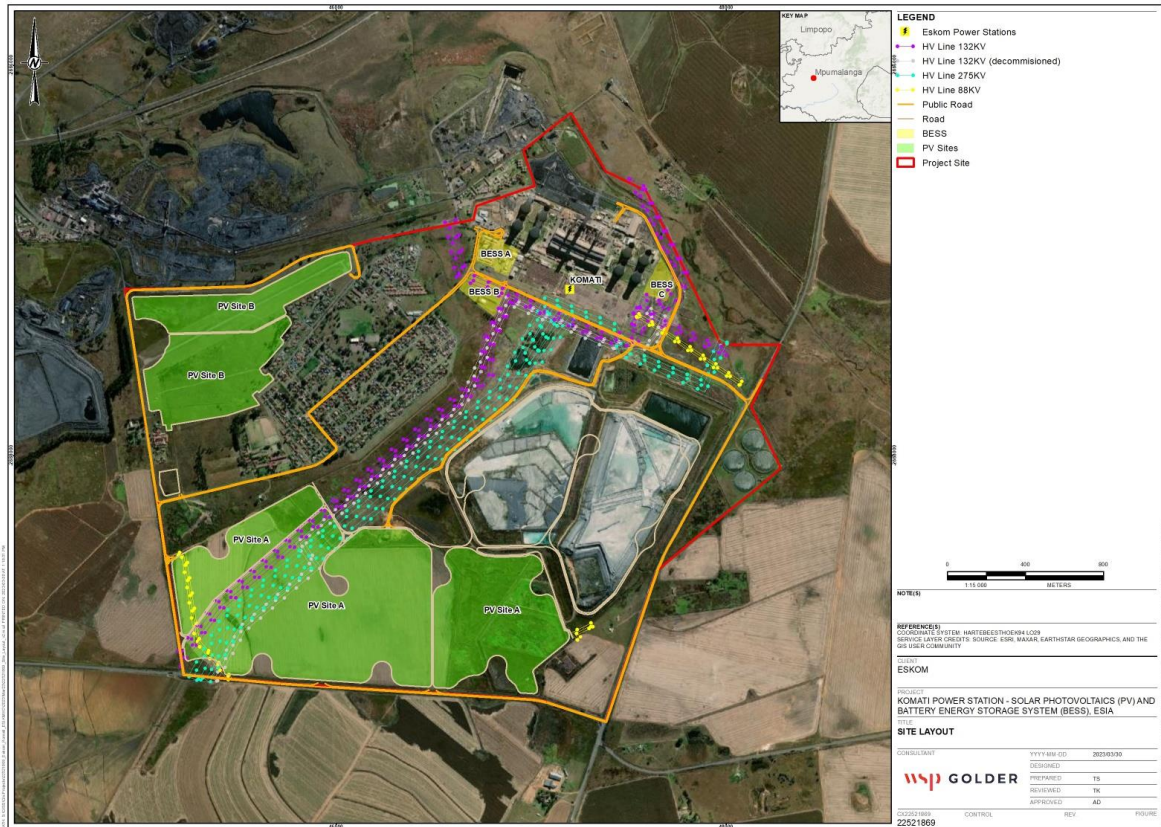 KEY MAP
Limpopo
Mpumalanga
N
BESS A
BESS B
KOMATI
BESS
C
PV Site B
PV Site B
PV Site A
PV Site A
PV Site A
LEGEND
Eskom Power Stations
HV Line 132KV
HV Line 132KV (decommisioned)
HV Line 275KV
HV Line 88KV
Public Road
Road
BESS
PV Sites
Project Site
0 400 800
1:15 000 METERS
NOTE(S)
REFERENCE(S)
COORDINATE SYSTEM: HARTEBEESTHOEK94 LO29
SERVICE LAYER CREDITS: SOURCE: ESRI, MAXAR, EARTHSTAR GEOGRAPHICS, AND THE
GIS USER COMMUNITY
CLIENT
ESKOM
PROJECT
KOMATI POWER STATION - SOLAR PHOTOVOLTAICS (PV) AND
BATTERY ENERGY STORAGE SYSTEM (BESS), ESIA
TITLE
SITE LAYOUT
CONSULTANT
wsp GOLDER
YYYY-MM-DD 2023/03/30
DESIGNED
PREPARED TS
REVIEWED TK
APPROVED AD
CONTROL REV FIGURE
22521869